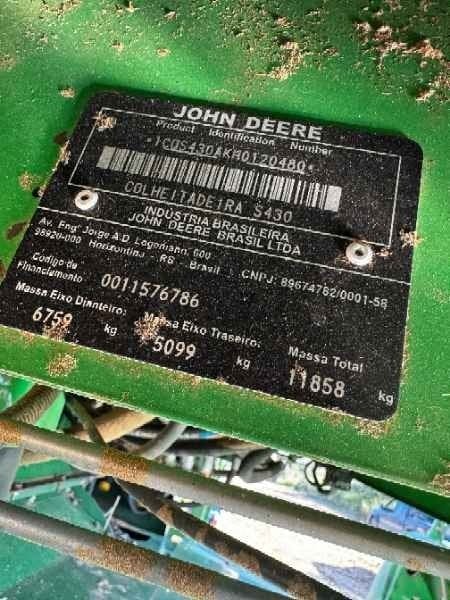 JOHN DEERE
Product Identification Number
*1CQS430AKM0120480*
COLHEITADEIRA S430
INDÚSTRIA BRASILEIRA
JOHN DEERE BRASIL LTDA
Av. Engº Jorge A.D. Logemann, 600
98920-000 Horizontina - RS - Brasil CNPJ: 89674782/0001-58
Código de
Financiamento 0011576786
Massa Eixo Dianteiro: Massa Eixo Traseiro: Massa Total
6759 kg 5099 kg 11858 kg